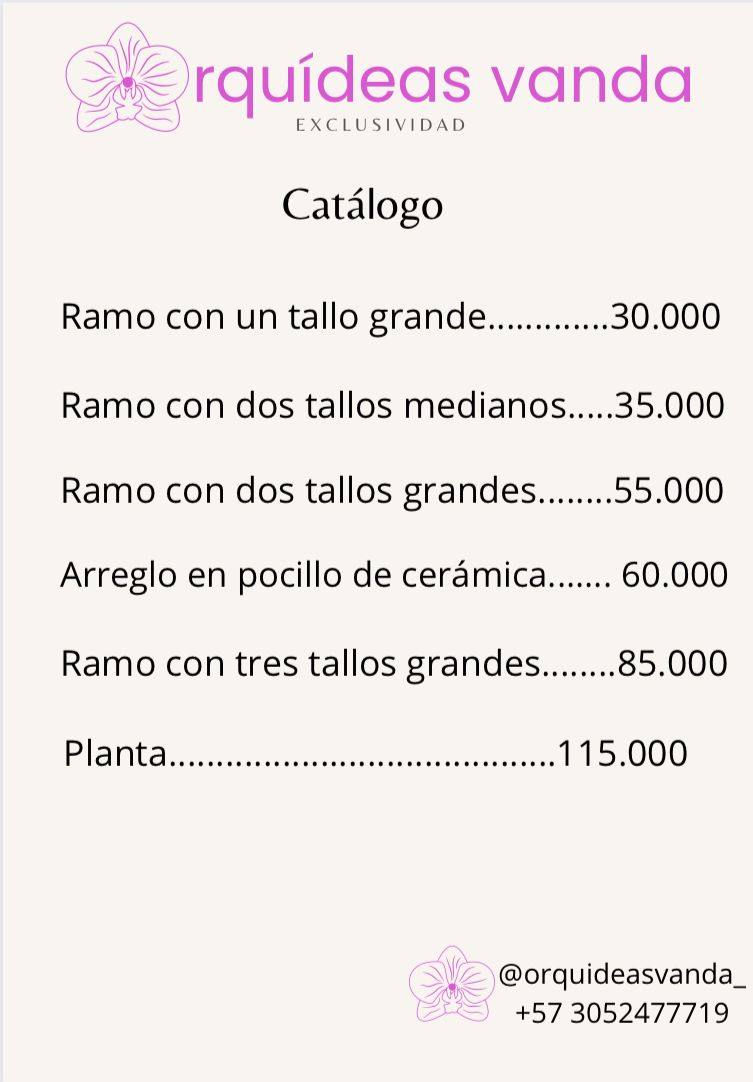 rquídeas vanda
EXCLUSIVIDAD
Catálogo
Ramo con un tallo grande.............30.000
Ramo con dos tallos medianos.....35.000
Ramo con dos tallos grandes........55.000
Arreglo en pocillo de cerámica....... 60.000
Ramo con tres tallos grandes........85.000
Planta.........................................115.000
@orquideasvanda_
+57 3052477719